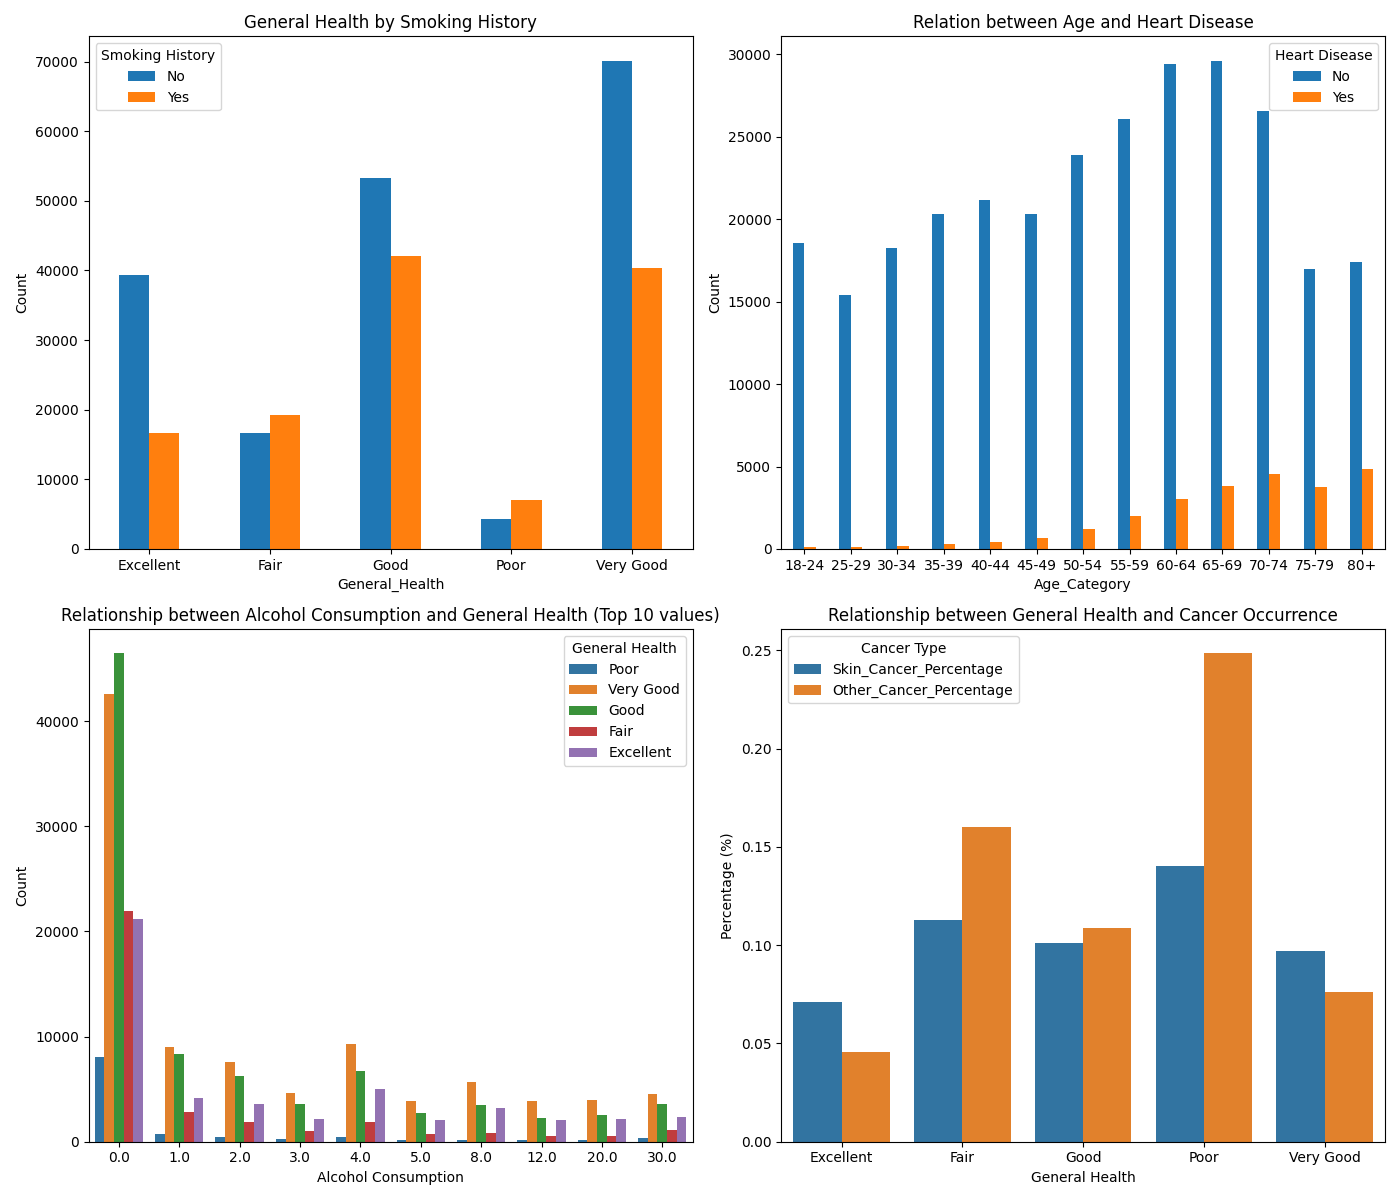 General Health by Smoking History
Smoking History
No
Yes
70000
60000
50000
40000
30000
20000
10000
0
Count
Excellent Fair Good Poor Very Good
General_Health
Relation between Age and Heart Disease
Heart Disease
No
Yes
30000
25000
20000
15000
10000
5000
0
Count
18-24 25-29 30-34 35-39 40-44 45-49 50-54 55-59 60-64 65-69 70-74 75-79 80+
Age_Category
Relationship between Alcohol Consumption and General Health (Top 10 values)
General Health
Poor
Very Good
Good
Fair
Excellent
40000
30000
20000
10000
0
Count
0.0 1.0 2.0 3.0 4.0 5.0 8.0 12.0 20.0 30.0
Alcohol Consumption
Relationship between General Health and Cancer Occurrence
Cancer Type
Skin_Cancer_Percentage
Other_Cancer_Percentage
0.25
0.20
0.15
0.10
0.05
0.00
Percentage (%)
Excellent Fair Good Poor Very Good
General Health